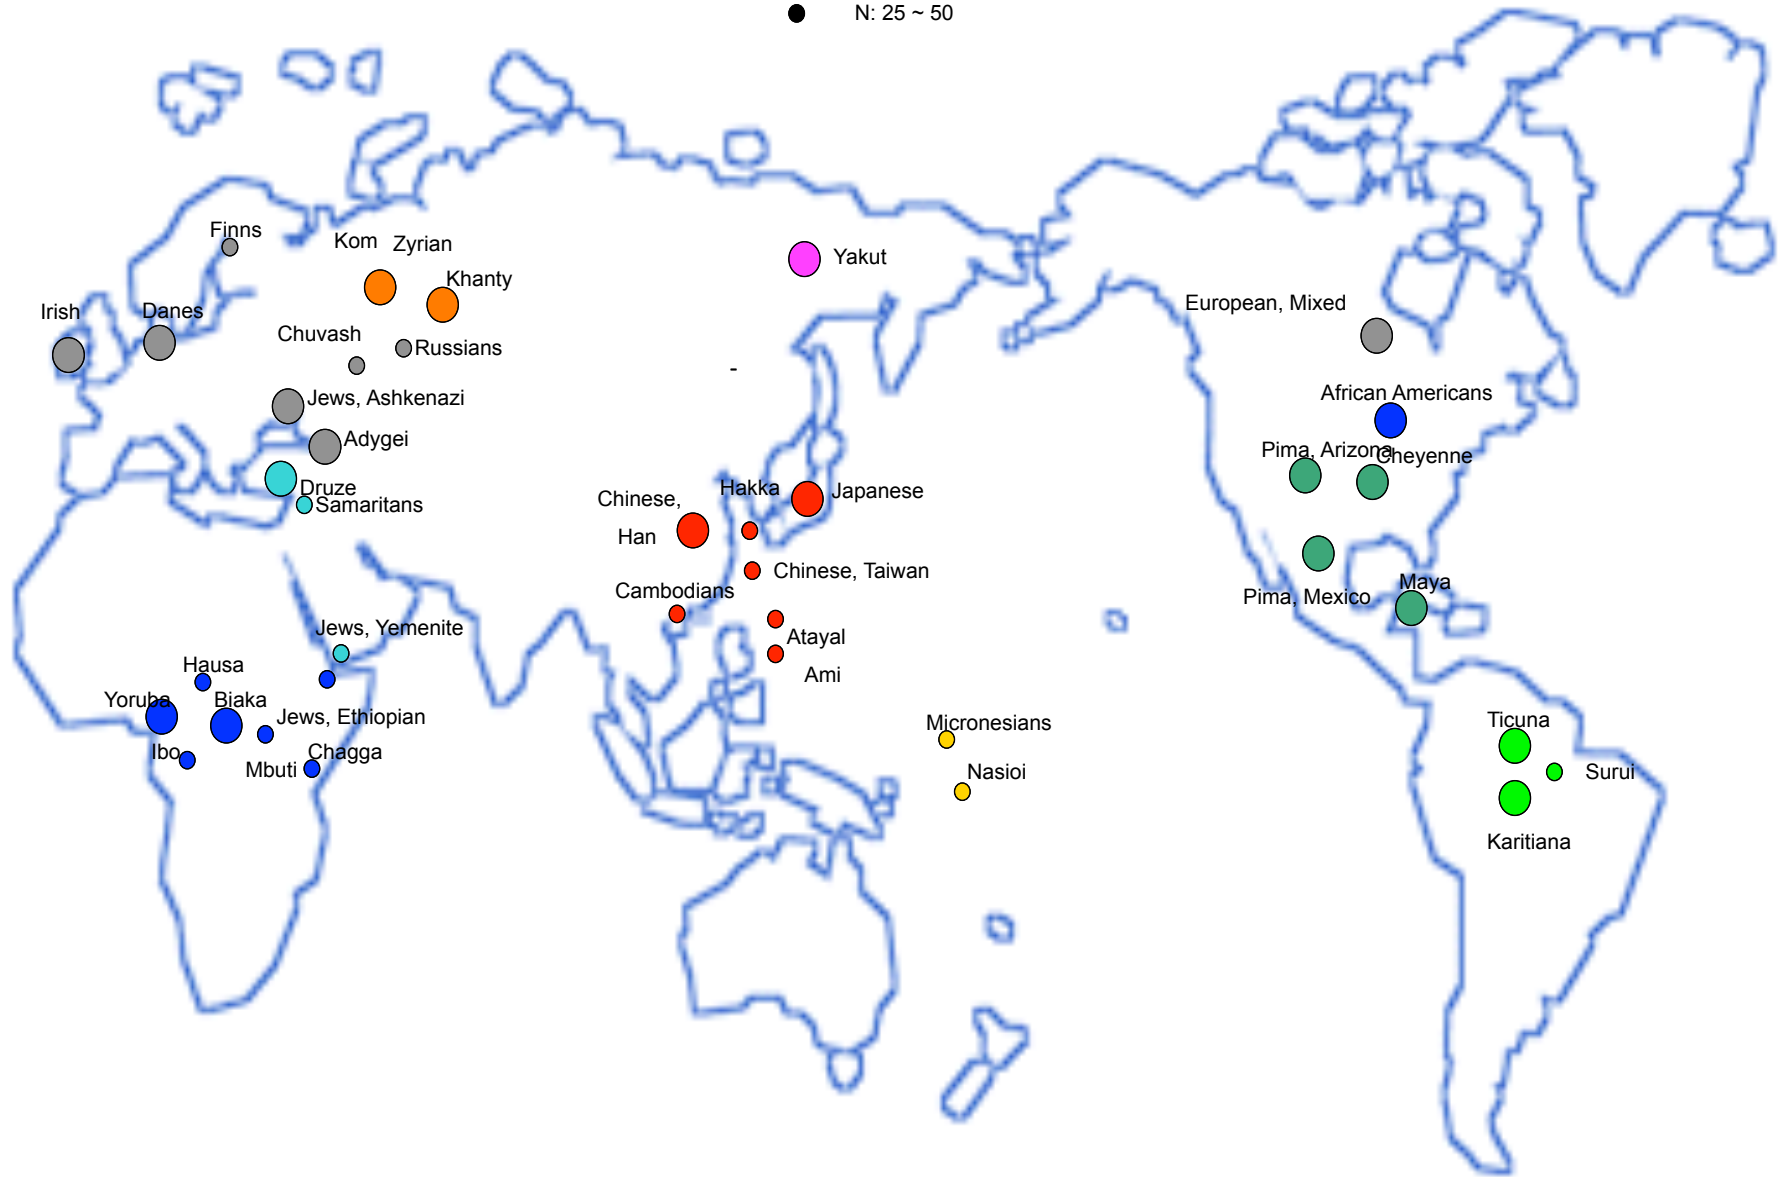 N: 25 ~ 50
Finns
Kom Zyrian
Khanty
Yakut
Irish
Danes
Chuvash
Russians
European, Mixed
-
Jews, Ashkenazi
Adygei
African Americans
Pima, Arizona
Cheyenne
Druze
Samaritans
Chinese,
Han
Hakka
Japanese
Chinese, Taiwan
Cambodians
Atayal
Ami
Pima, Mexico
Maya
Jews, Yemenite
Hausa
Yoruba
Biaka
Jews, Ethiopian
Ibo
Mbuti
Chagga
Micronesians
Nasioi
Ticuna
Surui
Karitiana